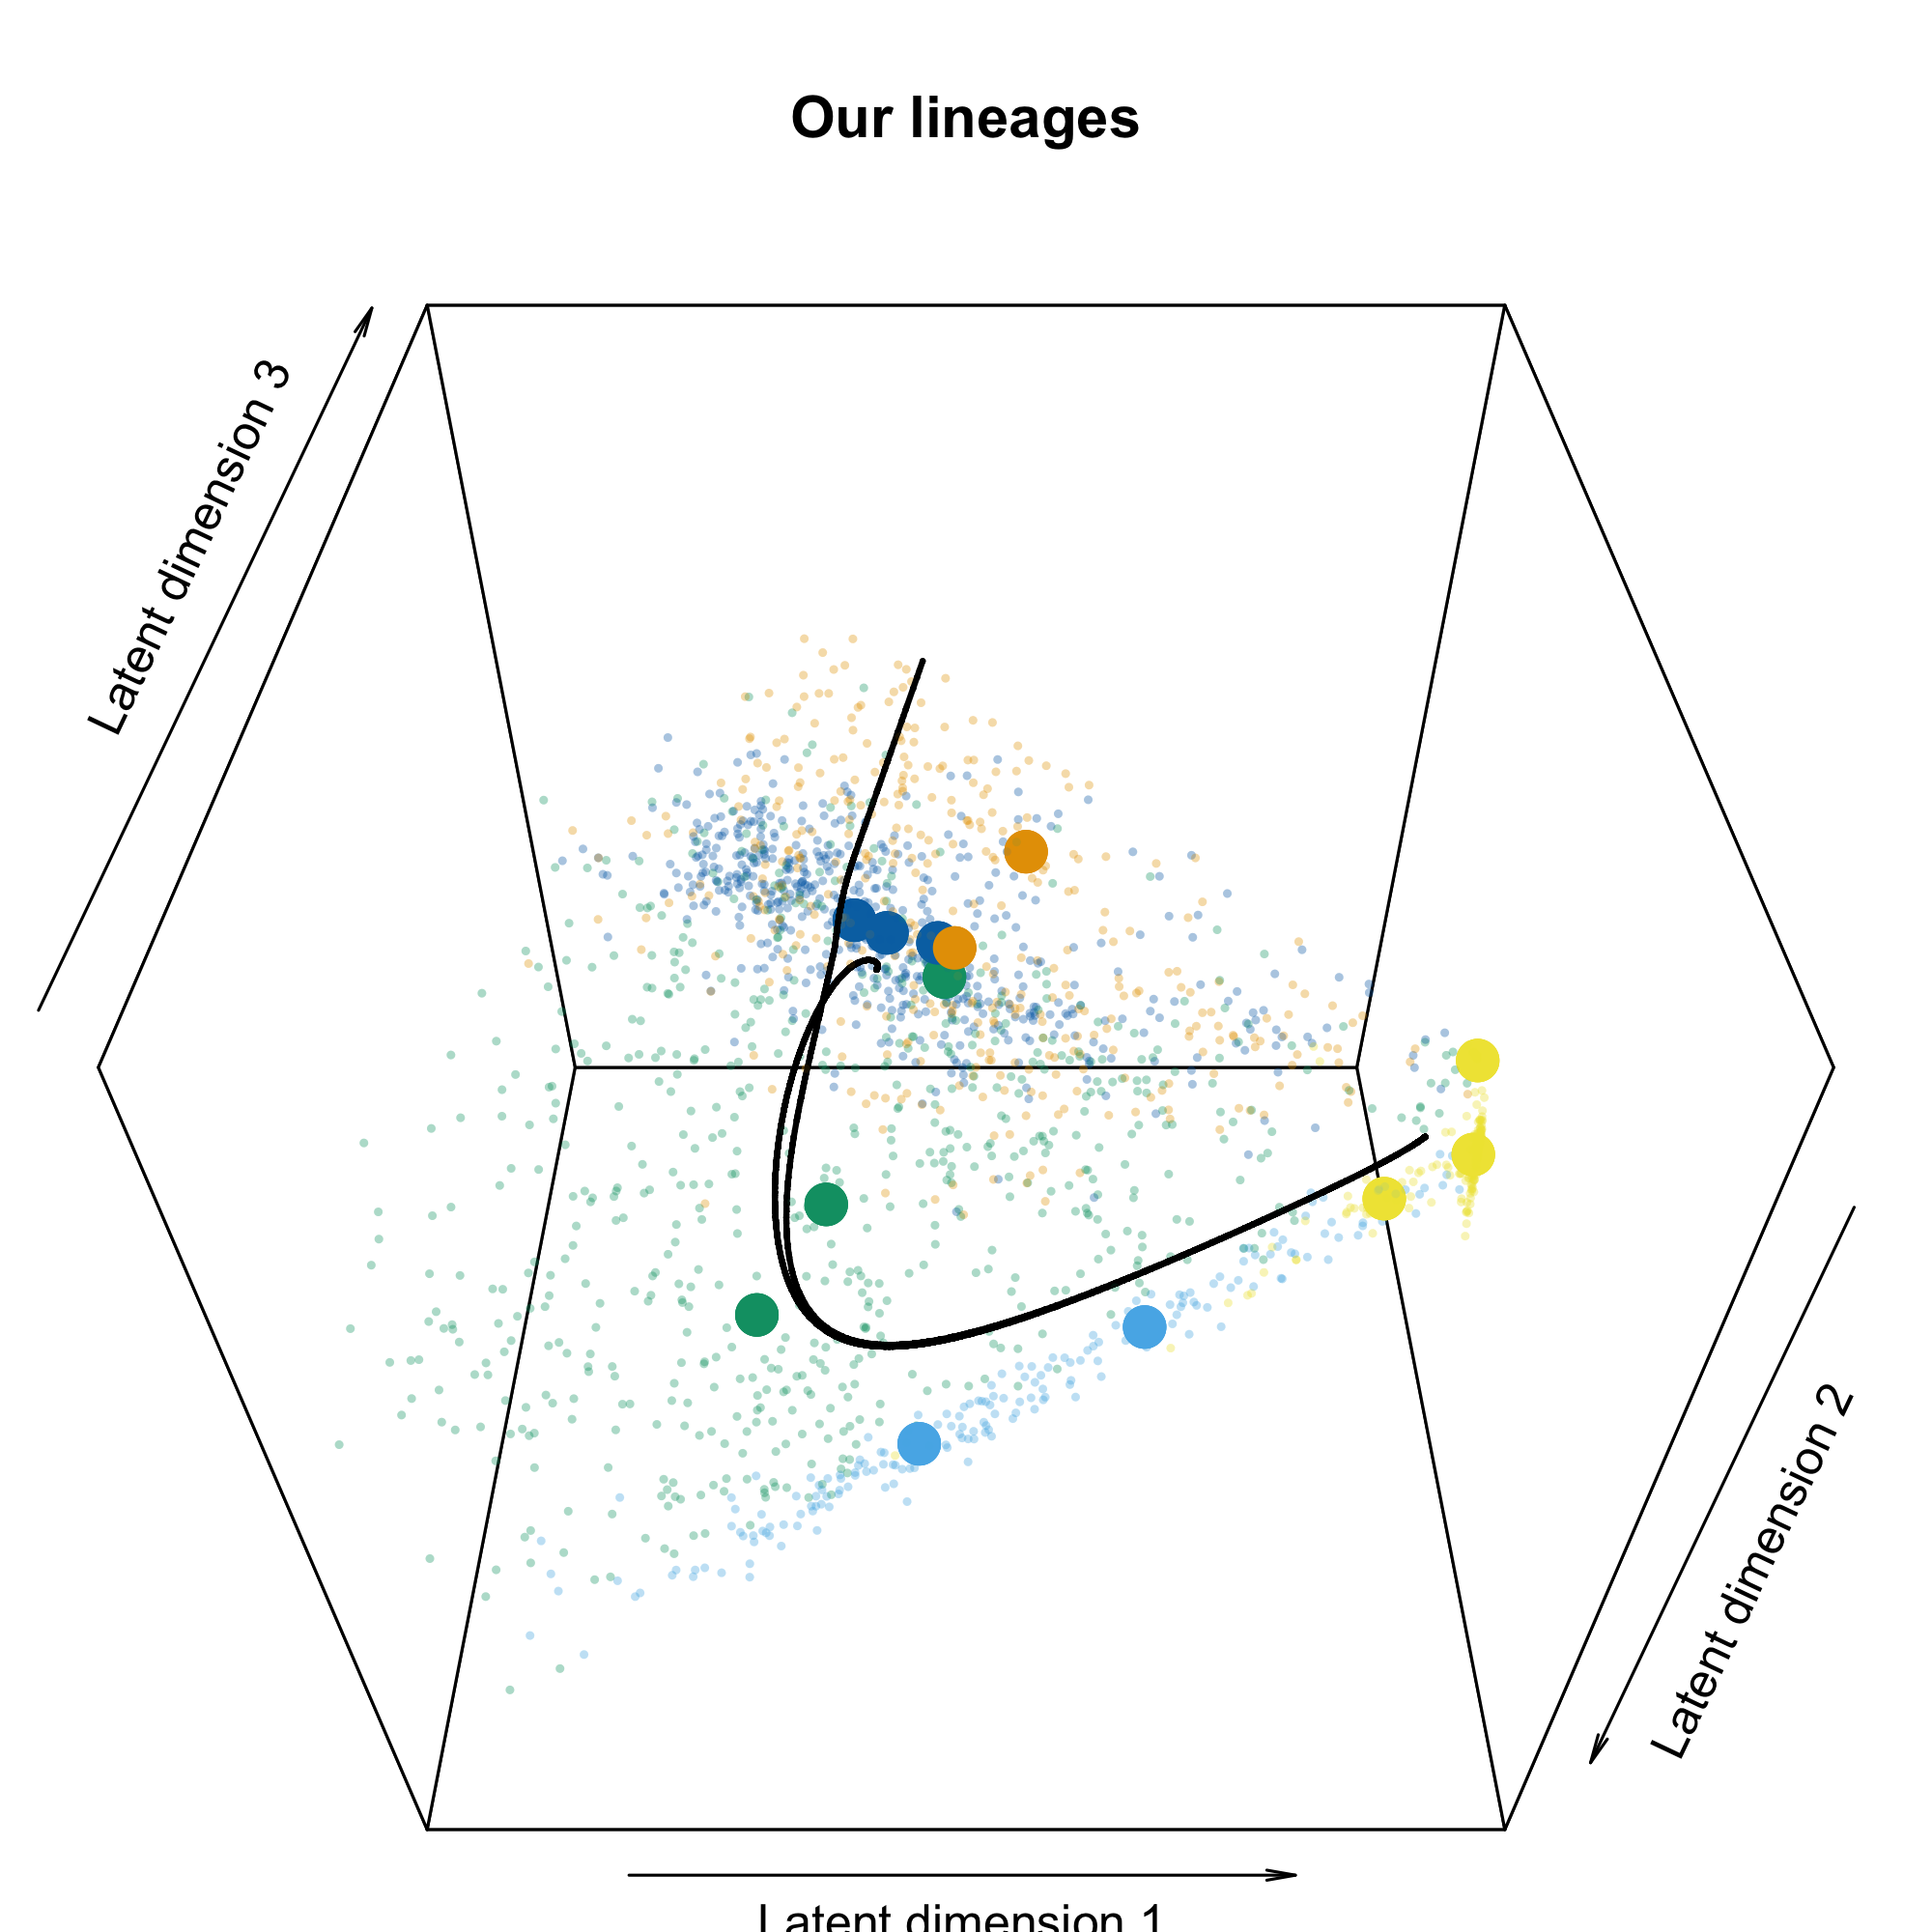 Our lineages
Latent dimension 3
Latent dimension 2
Latent dimension 1